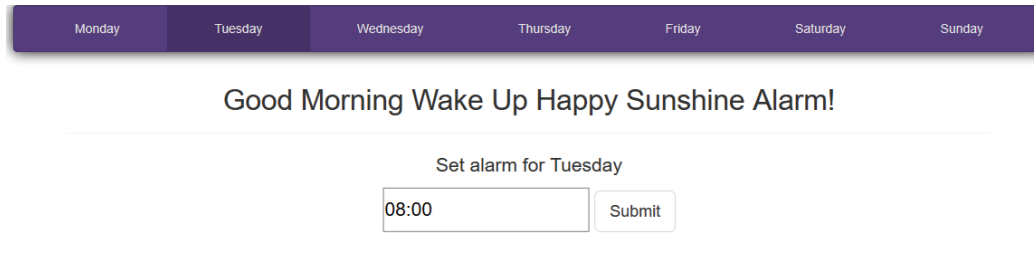 Monday Tuesday Wednesday Thursday Friday Saturday Sunday
Good Morning Wake Up Happy Sunshine Alarm!
Set alarm for Tuesday
08:00 Submit